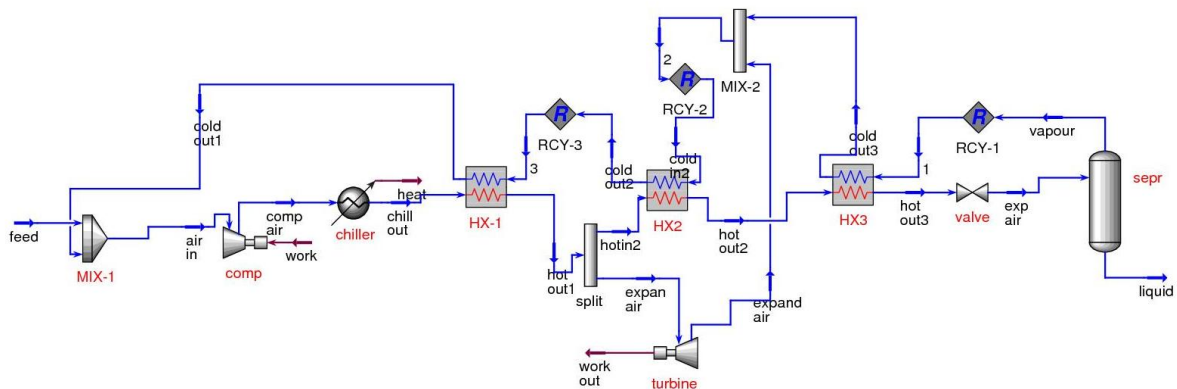 feed
MIX-1
cold
out1
air
in
comp
air
comp
work
chiller
heat
chill
out
HX-1
3
R
RCY-3
hot
out1
split
cold
out2
hotin2
expan
air
work
out
turbine
2
R
RCY-2
cold
in2
HX2
hot
out2
MIX-2
expand
air
cold
out3
HX3
1
R
RCY-1
vapour
hot
out3
valve
exp
air
sepr
liquid